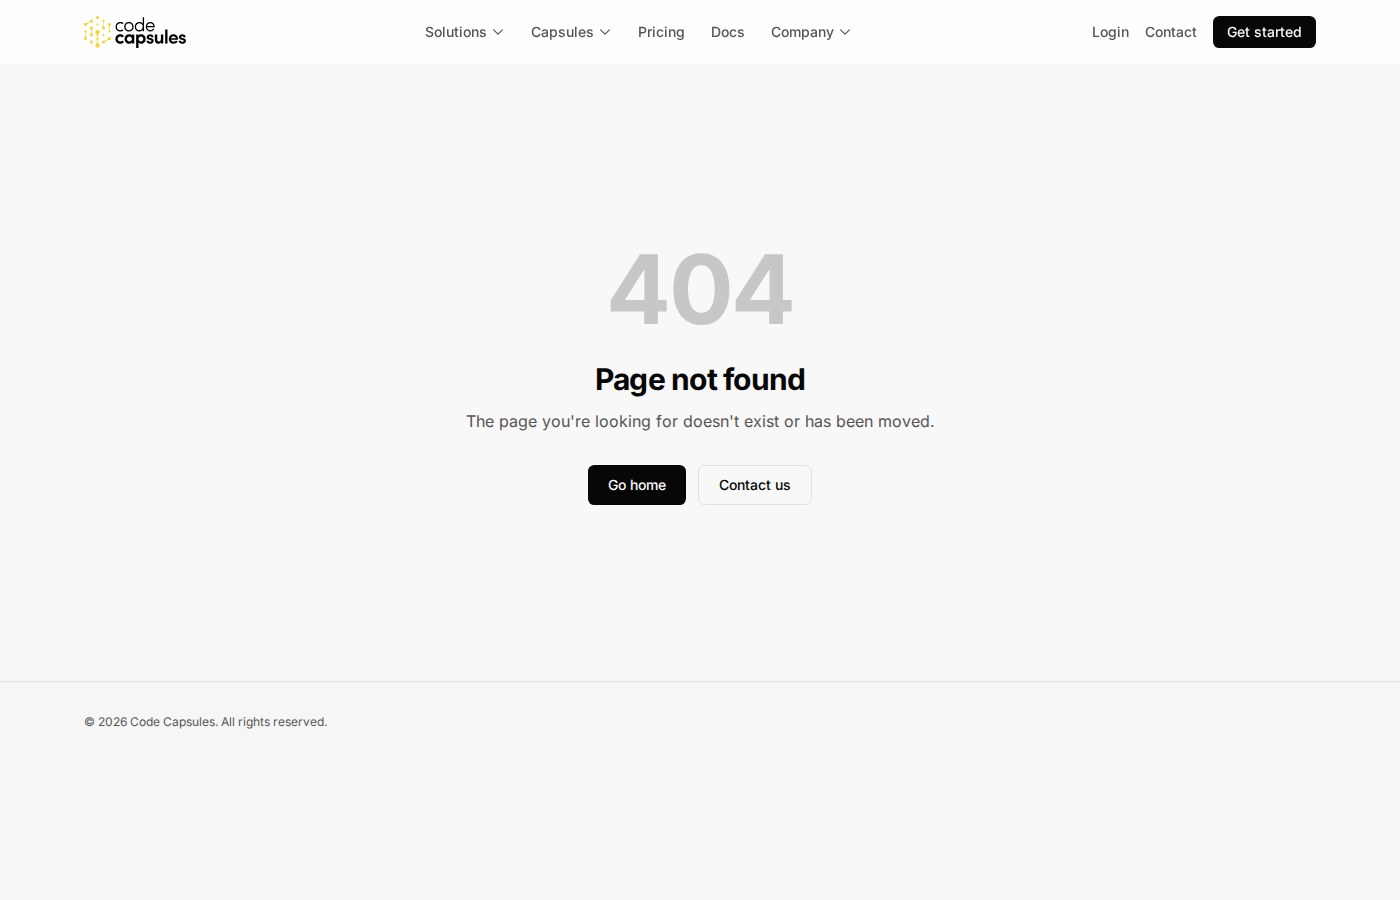 code
capsules
Solutions
Capsules
Pricing
Docs
Company
Login
Contact
Get started
404
Page not found
The page you're looking for doesn't exist or has been moved.
Go home
Contact us
© 2026 Code Capsules. All rights reserved.